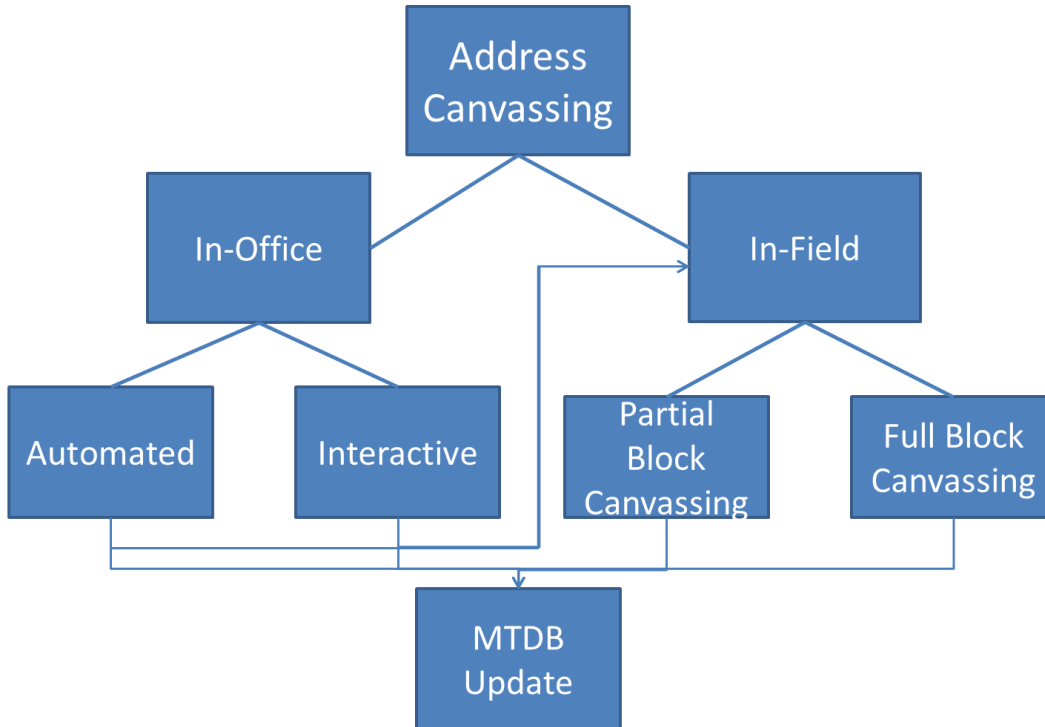 Address
Canvassing
In-Office
In-Field
Automated
Interactive
Partial
Block
Canvassing
Full Block
Canvassing
MTDB
Update